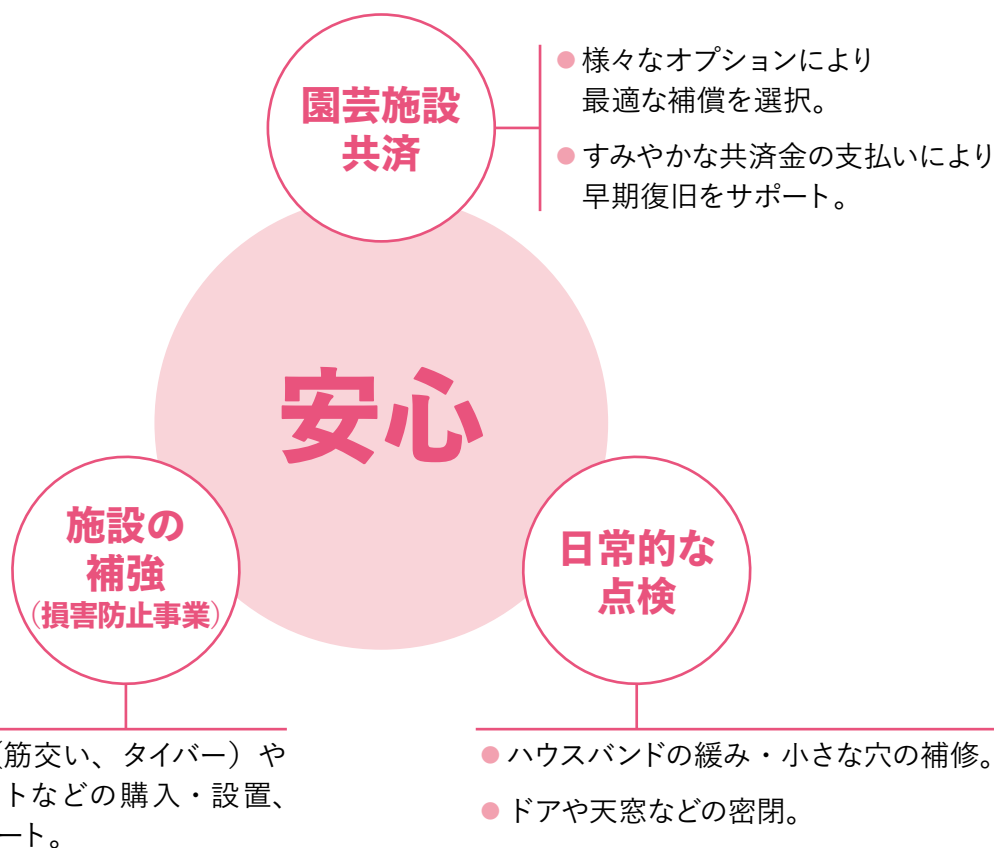 園芸施設
共済
● 様々なオプションにより
最適な補償を選択。
● すみやかな共済金の支払いにより
早期復旧をサポート。
安心
施設の
補強
(損害防止事業)
日常的な
点検
(筋交い、タイバー)や
トなどの購入・設置、
ート。
● ハウスバンドの緩み・小さな穴の補修。
● ドアや天窓などの密閉。